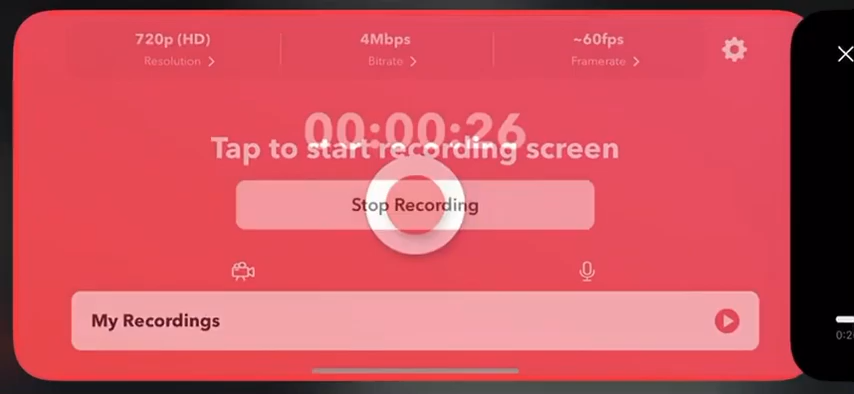 720p (HD)
Resolution
4Mbps
Bitrate
~60fps
Framerate
00:00:26
Tap to start recording screen
Stop Recording
My Recordings